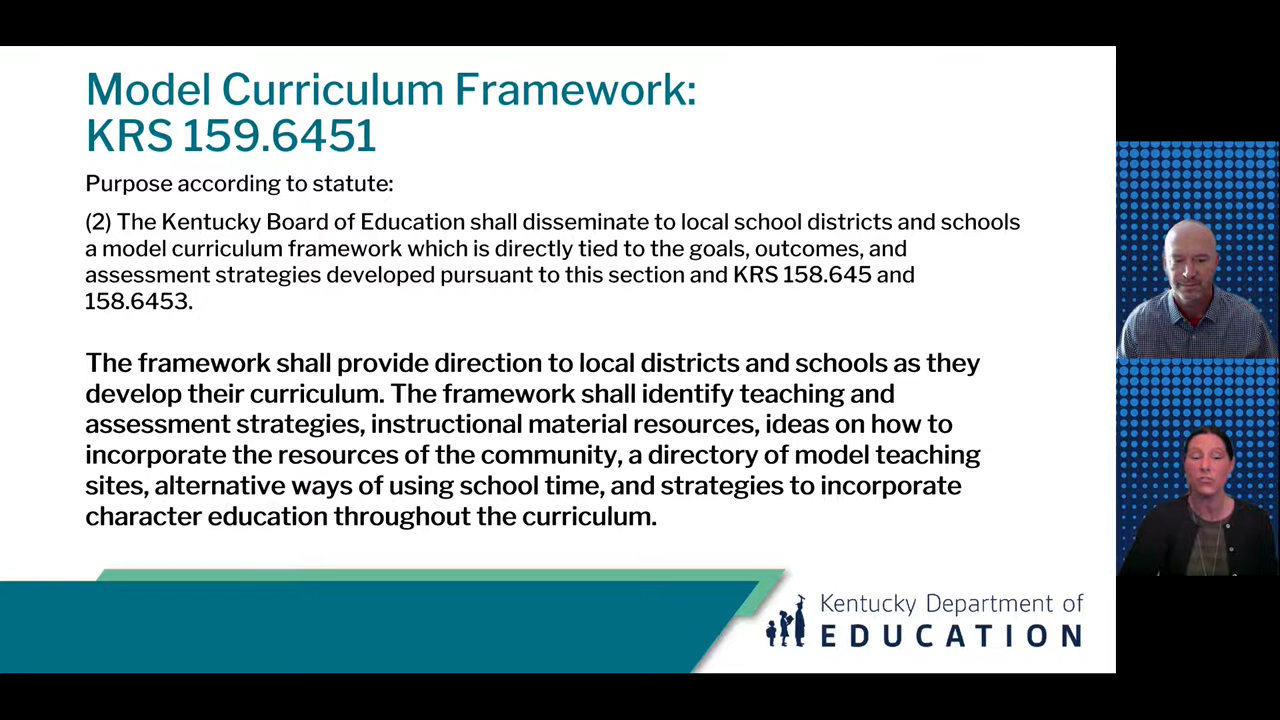 Model Curriculum Framework:
KRS 159.6451
Purpose according to statute:
(2) The Kentucky Board of Education shall disseminate to local school districts and schools
a model curriculum framework which is directly tied to the goals, outcomes, and
assessment strategies developed pursuant to this section and KRS 158.645 and
158.6453.
The framework shall provide direction to local districts and schools as they
develop their curriculum. The framework shall identify teaching and
assessment strategies, instructional material resources, ideas on how to
incorporate the resources of the community, a directory of model teaching
sites, alternative ways of using school time, and strategies to incorporate
character education throughout the curriculum.
Kentucky Department of
EDUCATION